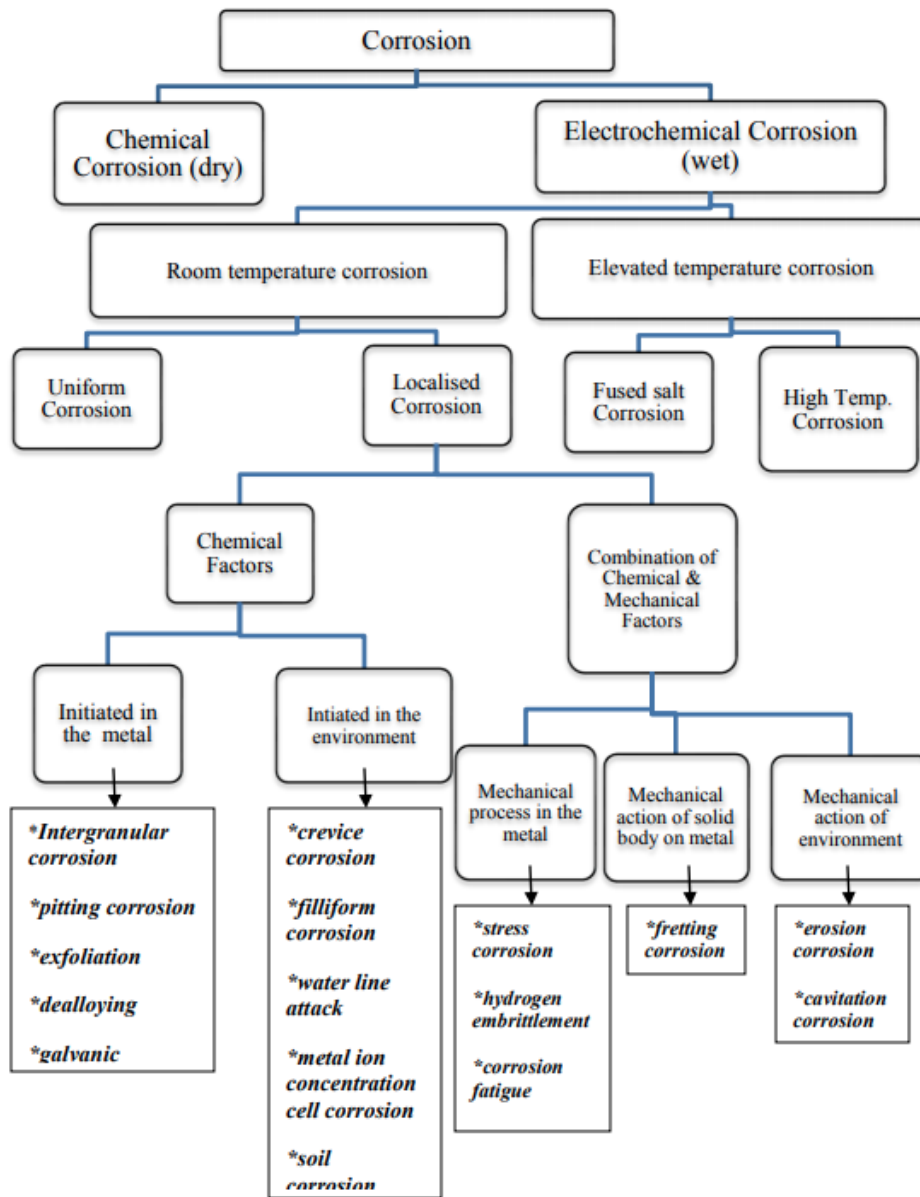 Corrosion
Chemical
Corrosion (dry)
Electrochemical Corrosion
(wet)
Room temperature corrosion
Elevated temperature corrosion
Uniform
Corrosion
Localised
Corrosion
Fused salt
Corrosion
High Temp.
Corrosion
Chemical
Factors
Combination of
Chemical &
Mechanical
Factors
Initiated in
the metal
Intiated in the
environment
Mechanical
process in the
metal
Mechanical
action of solid
body on metal
Mechanical
action of
environment
*Intergranular
corrosion
*pitting corrosion
*exfoliation
*dealloying
*galvanic
*crevice
corrosion
*filliform
corrosion
*water line
attack
*metal ion
concentration
cell corrosion
*soil
corrosion
*stress
corrosion
*hydrogen
embrittlement
*corrosion
fatigue
*fretting
corrosion
*erosion
corrosion
*cavitation
corrosion